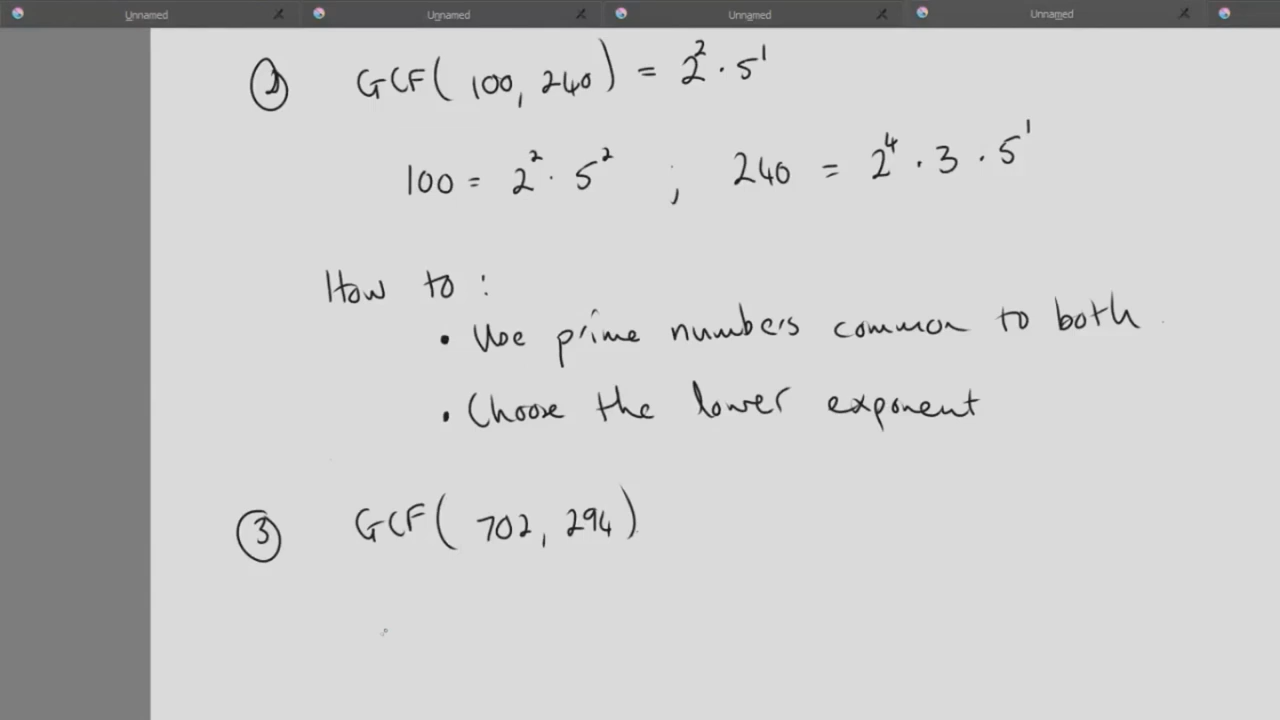 Unnamed Unnamed Unnamed Unnamed
② GCF( 100, 240 ) = 2² · 5¹
100 = 2² · 5² ; 240 = 2⁴ · 3 · 5¹
How to :
• Use prime numbers common to both
• Choose the lower exponent
③ GCF( 702, 294 )